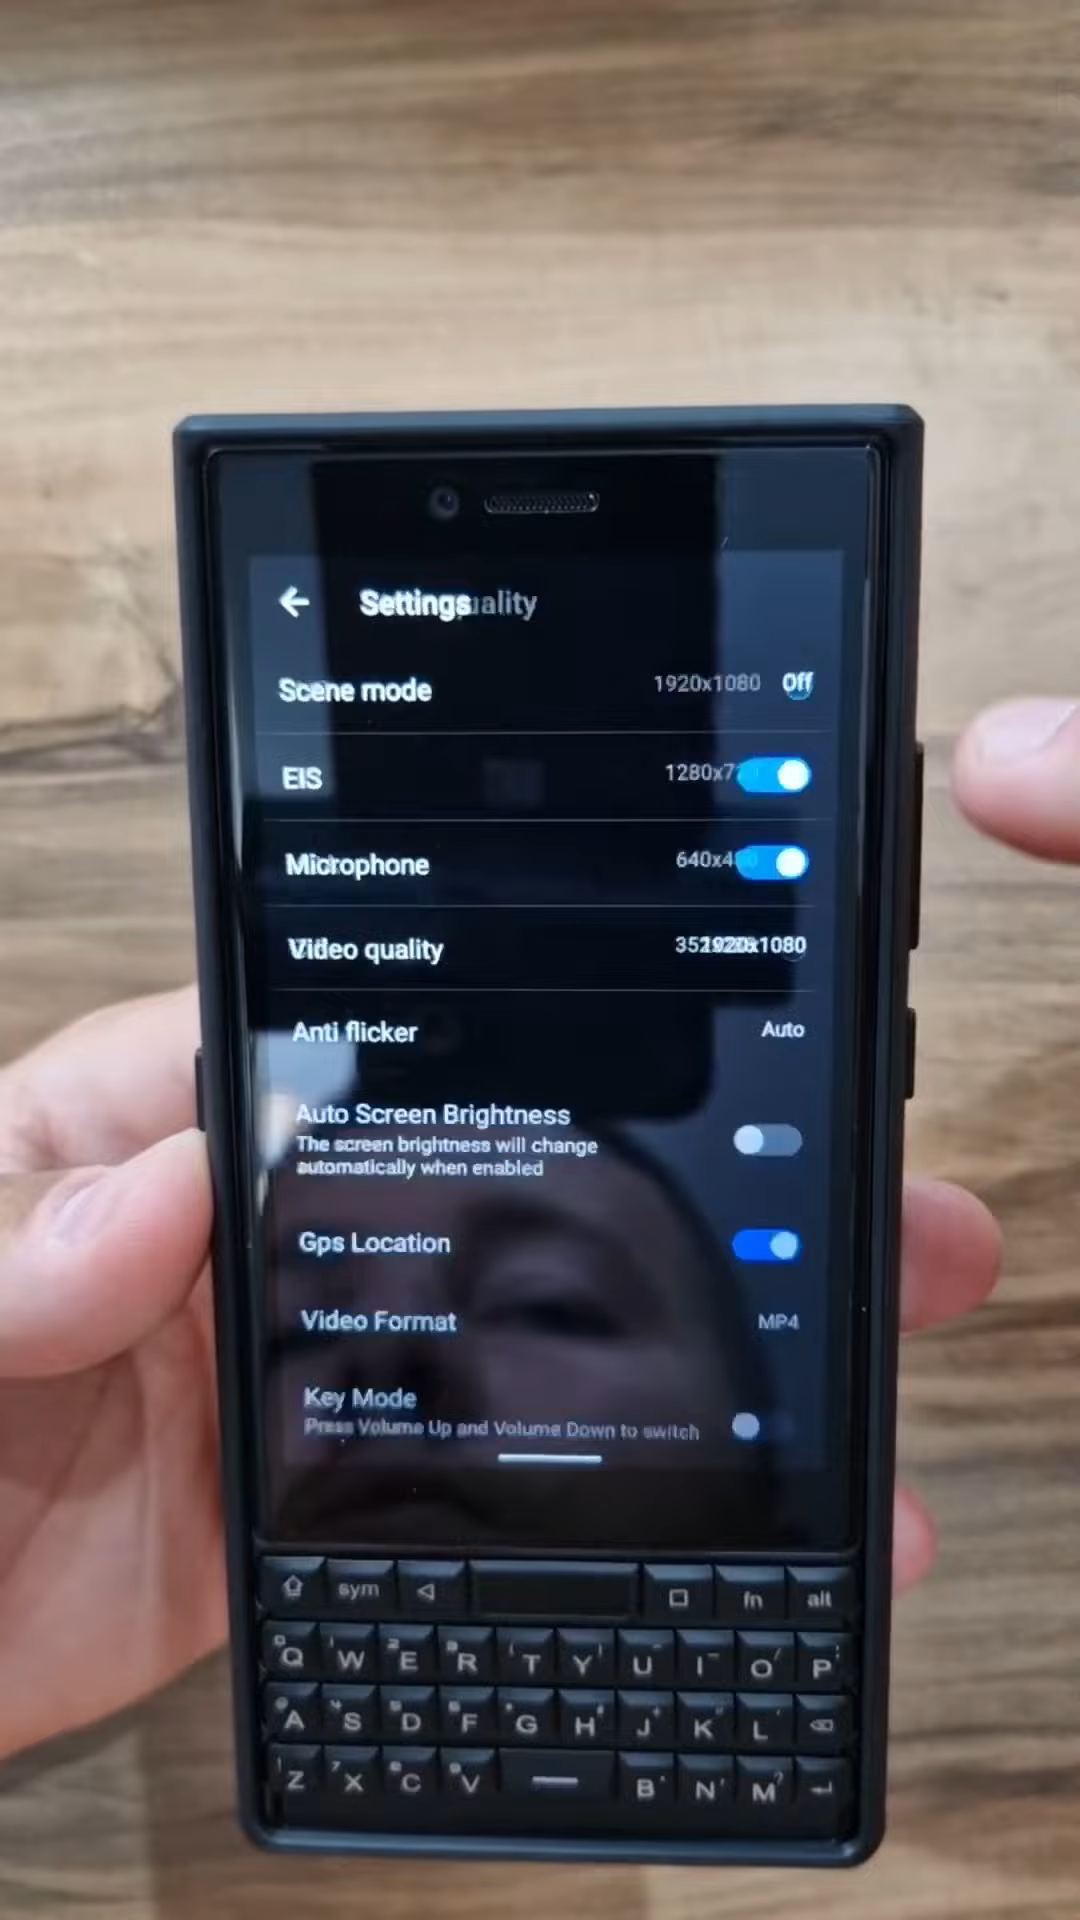 Settings
Scene mode 1920x1080 Off
EIS
Microphone
Video quality 1920x1080
Anti flicker Auto
Auto Screen Brightness
The screen brightness will change
automatically when enabled
Gps Location
Video Format MP4
Key Mode
Press Volume Up and Volume Down to switch
sym fn alt
Q W E R T Y U I O P
A S D F G H J K L
Z X C V B N M